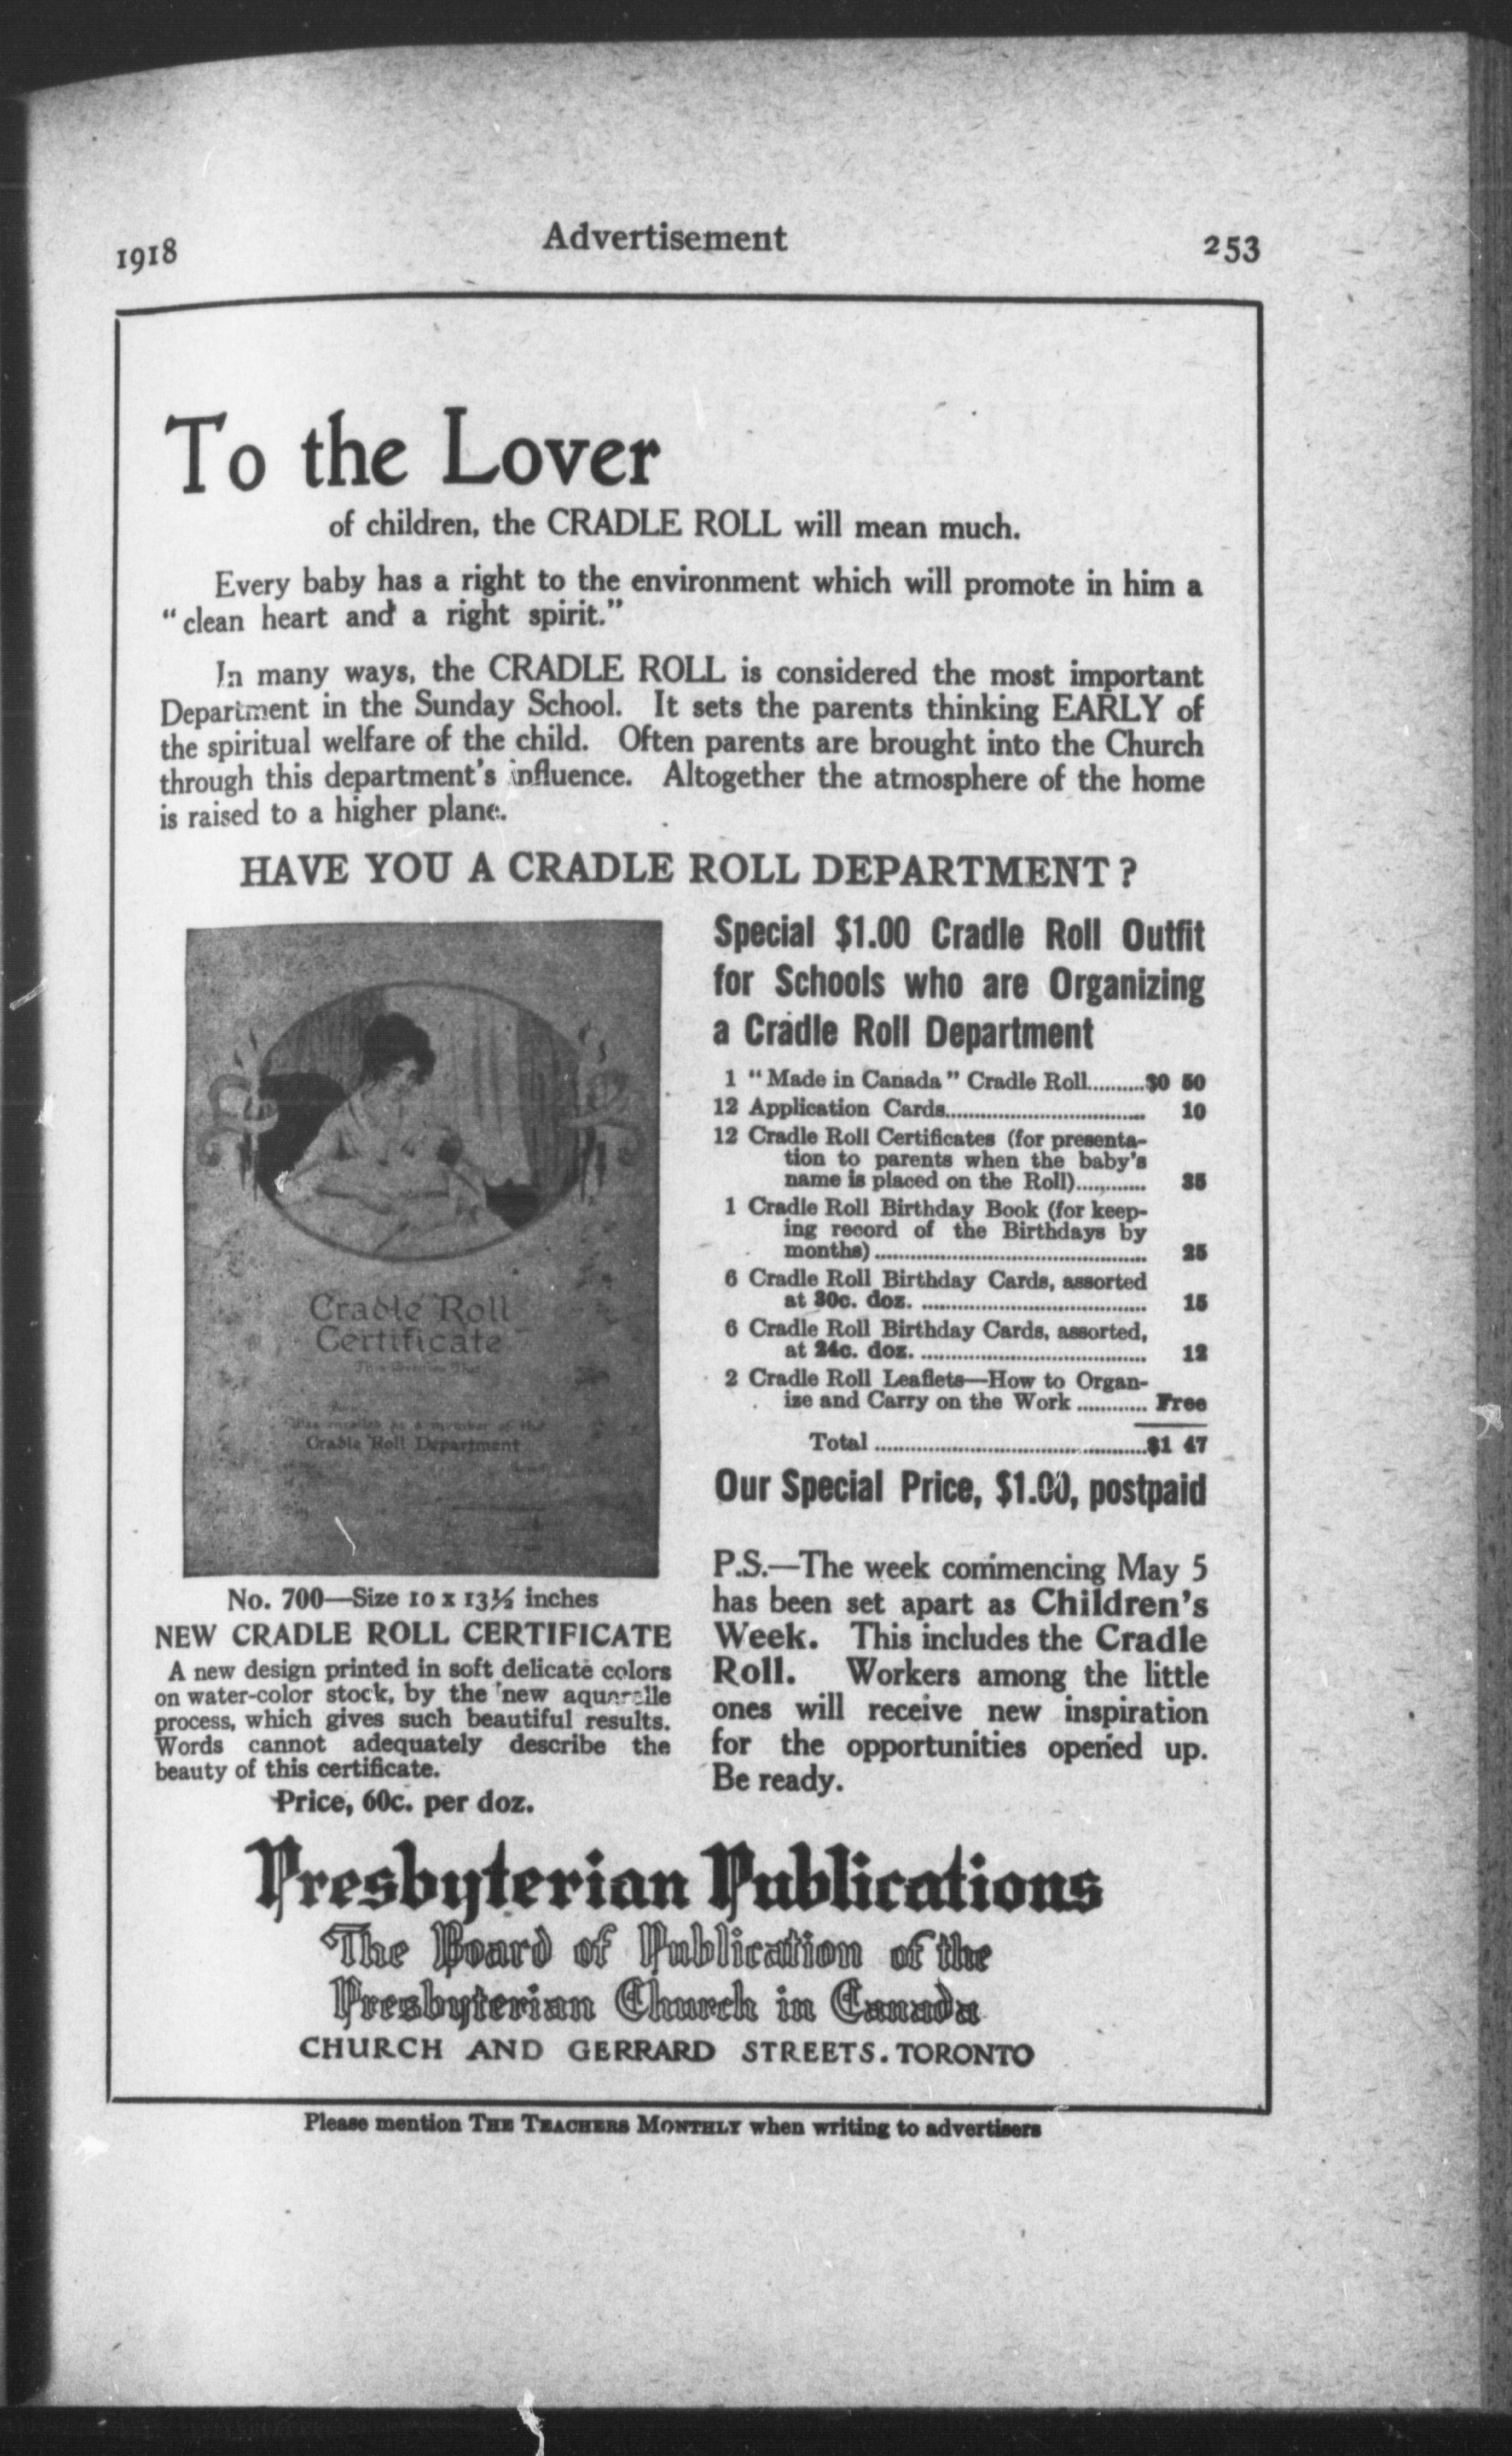 1918
Advertisement
253
To the Lover
of children, the CRADLE ROLL will mean much.
Every baby has a right to the environment which will promote in him a
"clean heart and a right spirit."
In many ways, the CRADLE ROLL is considered the most important
Department in the Sunday School. It sets the parents thinking EARLY of
the spiritual welfare of the child. Often parents are brought into the Church
through this department's influence. Altogether the atmosphere of the home
is raised to a higher plane.
HAVE YOU A CRADLE ROLL DEPARTMENT?
Cradle Roll
Certificate
Was enrolled as a member of the
Cradle Roll Department
No. 700—Size 10 x 13½ inches
NEW CRADLE ROLL CERTIFICATE
A new design printed in soft delicate colors
on water-color stock, by the new aquarelle
process, which gives such beautiful results.
Words cannot adequately describe the
beauty of this certificate.
Price, 60c. per doz.
Special $1.00 Cradle Roll Outfit
for Schools who are Organizing
a Cradle Roll Department
1 "Made in Canada" Cradle Roll..........$0 50
12 Application Cards.................................. 10
12 Cradle Roll Certificates (for presenta-
tion to parents when the baby's
name is placed on the Roll)............ 35
1 Cradle Roll Birthday Book (for keep-
ing record of the Birthdays by
months)............................................... 25
6 Cradle Roll Birthday Cards, assorted
at 30c. doz. ....................................... 15
6 Cradle Roll Birthday Cards, assorted,
at 24c. doz. ....................................... 12
2 Cradle Roll Leaflets—How to Organ-
ize and Carry on the Work ............ Free
Total ...............................................$1 47
Our Special Price, $1.00, postpaid
P.S.—The week commencing May 5
has been set apart as Children's
Week. This includes the Cradle
Roll. Workers among the little
ones will receive new inspiration
for the opportunities opened up.
Be ready.
Presbyterian Publications
The Board of Publication of the
Presbyterian Church in Canada
CHURCH AND GERRARD STREETS. TORONTO
Please mention THE TEACHERS MONTHLY when writing to advertisers